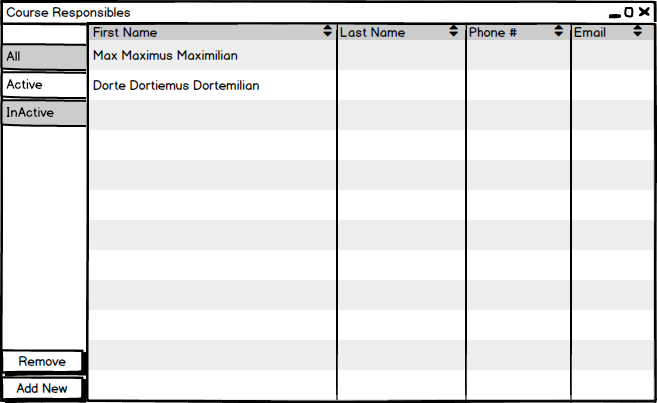 Course Responsibles
First Name Last Name Phone # Email
All
Max Maximus Maximilian
Active
Dorte Dortiemus Dortemilian
InActive
Remove
Add New